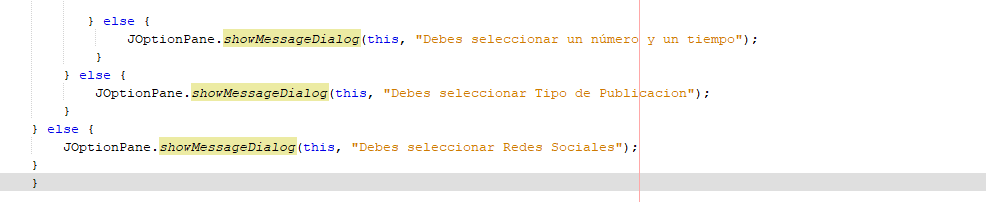 } else {
JOptionPane.showMessageDialog(this, "Debes seleccionar un número y un tiempo");
}
} else {
JOptionPane.showMessageDialog(this, "Debes seleccionar Tipo de Publicacion");
}
} else {
JOptionPane.showMessageDialog(this, "Debes seleccionar Redes Sociales");
}
}